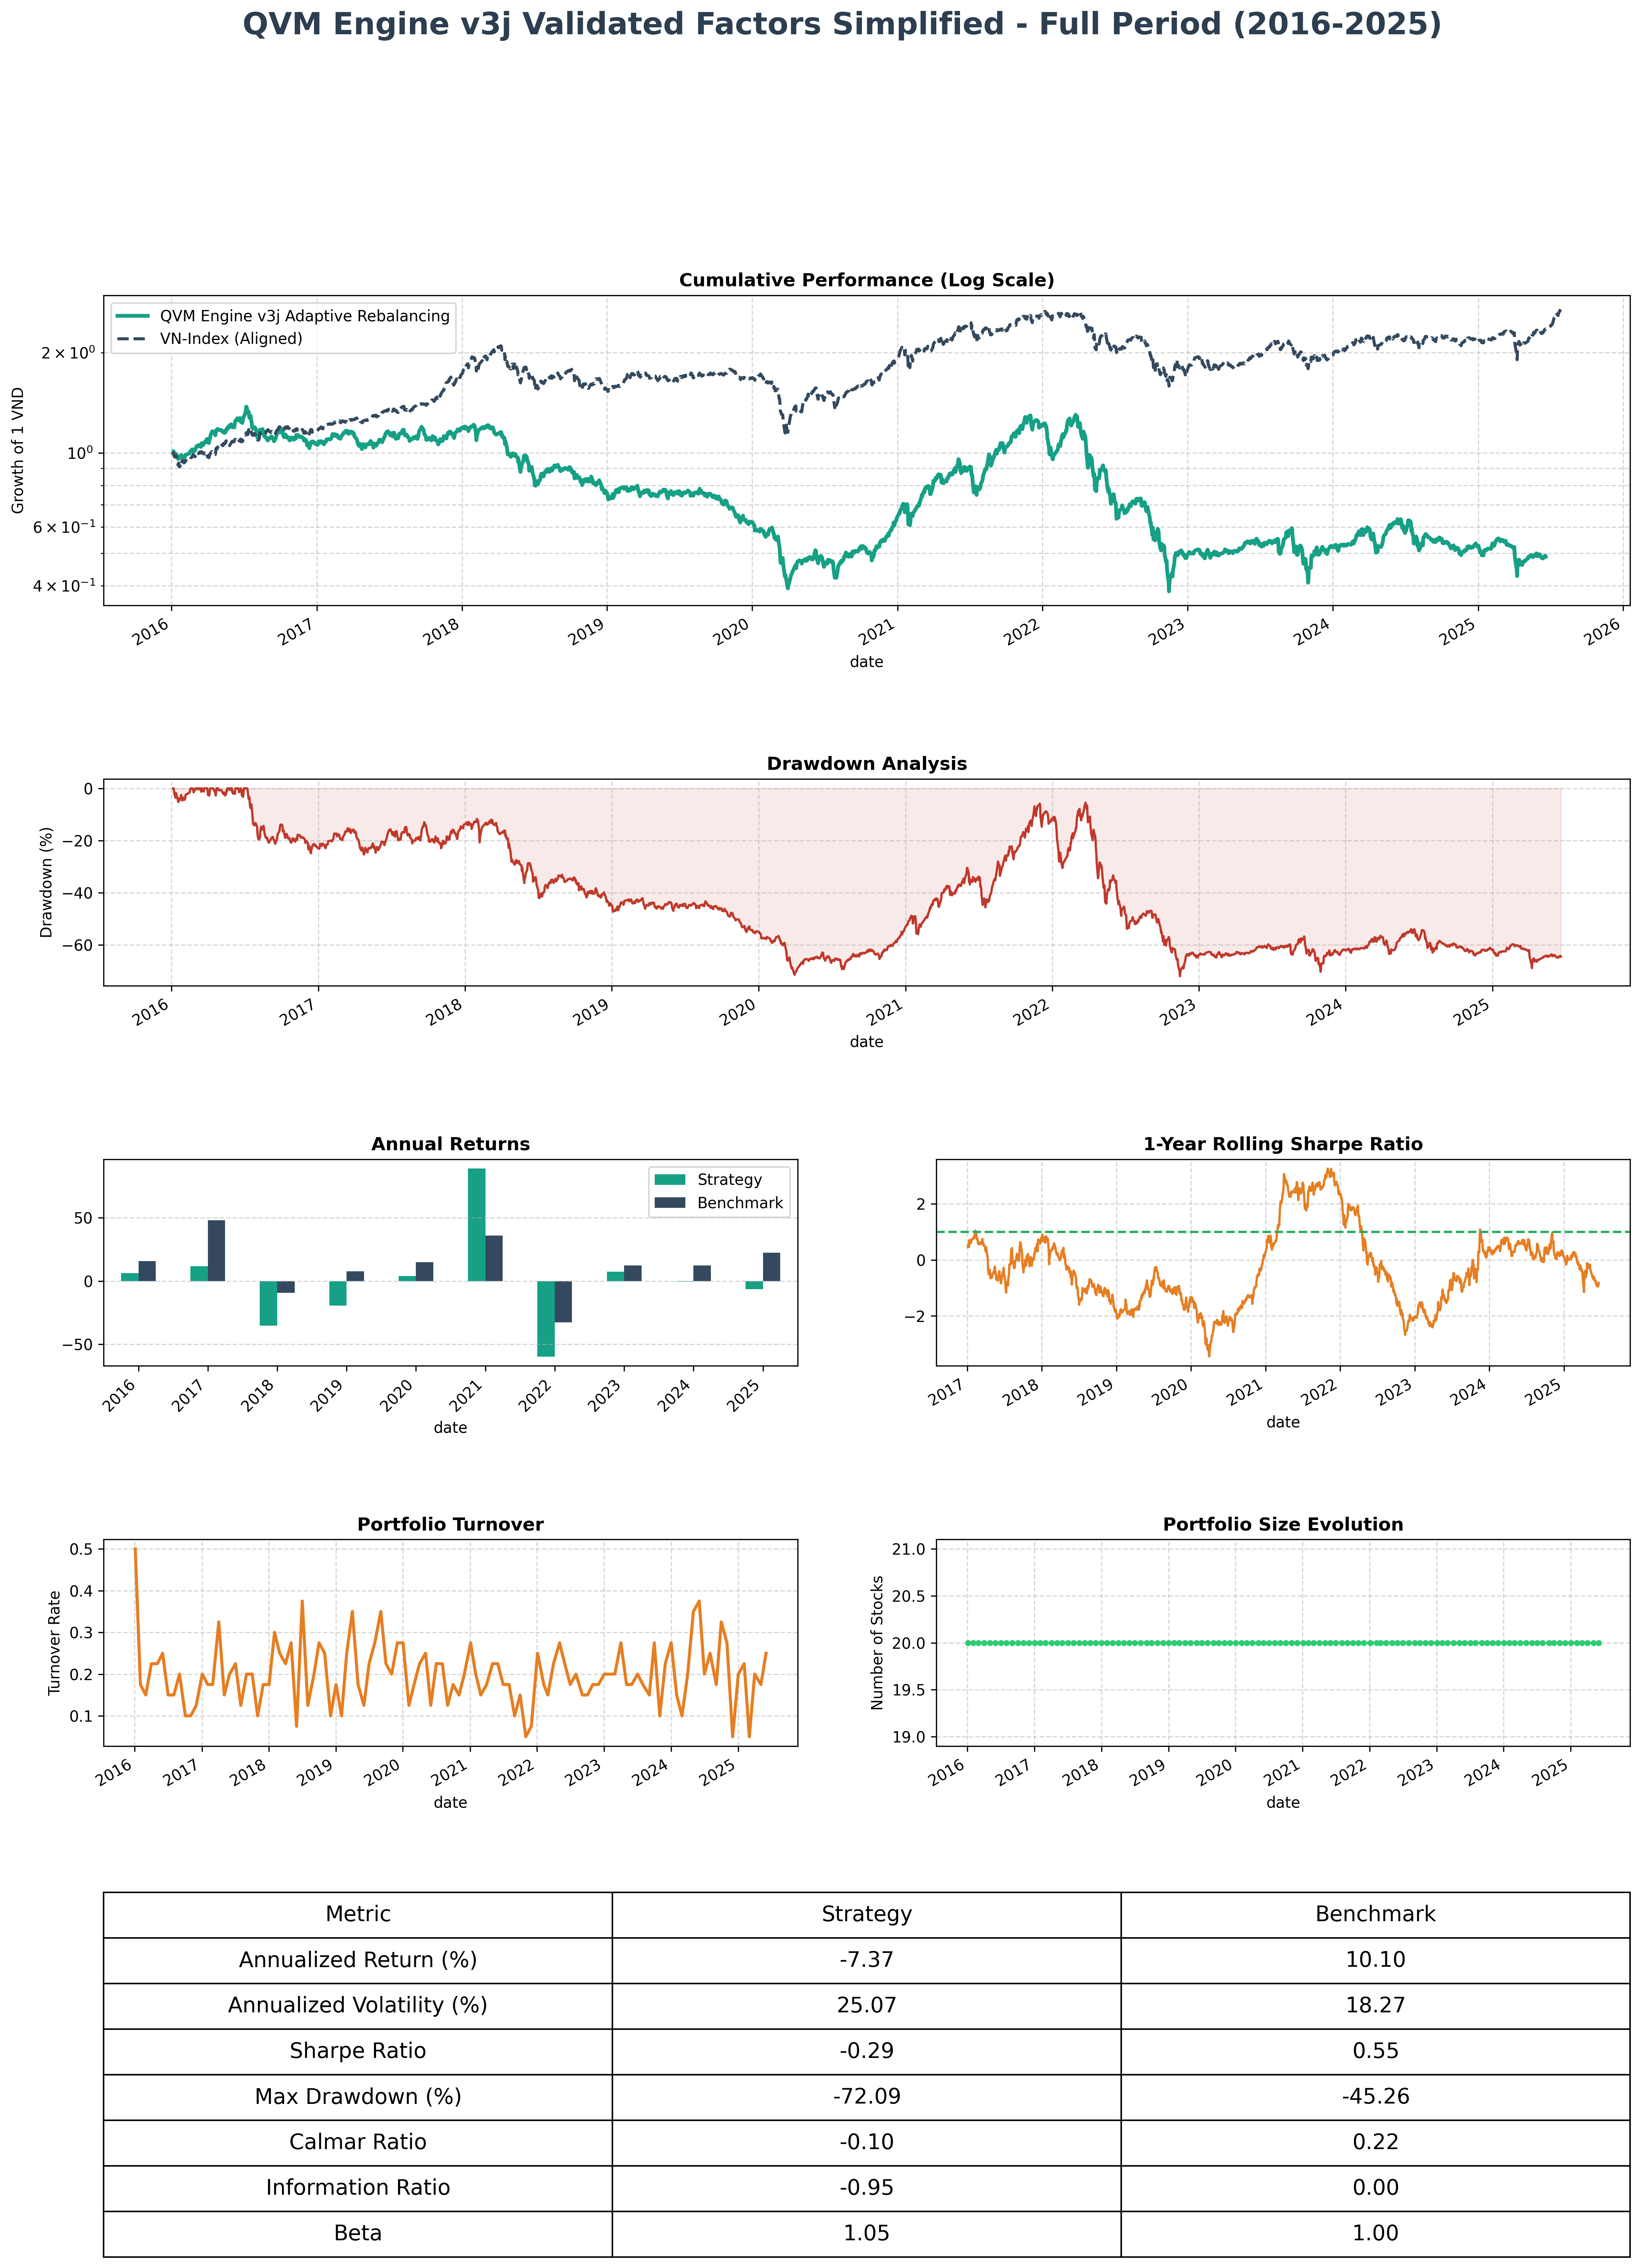 QVM Engine v3j Validated Factors Simplified - Full Period (2016-2025)
Cumulative Performance (Log Scale)
QVM Engine v3j Adaptive Rebalancing
VN-Index (Aligned)
Growth of 1 VND
2 × 10⁰
10⁰
6 × 10⁻¹
4 × 10⁻¹
2016 2017 2018 2019 2020 2021 2022 2023 2024 2025 2026
date
Drawdown Analysis
Drawdown (%)
0
−20
−40
−60
2016 2017 2018 2019 2020 2021 2022 2023 2024 2025
date
Annual Returns
Strategy
Benchmark
50
0
−50
2016 2017 2018 2019 2020 2021 2022 2023 2024 2025
date
1-Year Rolling Sharpe Ratio
2
0
−2
2017 2018 2019 2020 2021 2022 2023 2024 2025
date
Portfolio Turnover
Turnover Rate
0.5
0.4
0.3
0.2
0.1
2016 2017 2018 2019 2020 2021 2022 2023 2024 2025
date
Portfolio Size Evolution
Number of Stocks
21.0
20.5
20.0
19.5
19.0
2016 2017 2018 2019 2020 2021 2022 2023 2024 2025
date
Metric Strategy Benchmark
Annualized Return (%) -7.37 10.10
Annualized Volatility (%) 25.07 18.27
Sharpe Ratio -0.29 0.55
Max Drawdown (%) -72.09 -45.26
Calmar Ratio -0.10 0.22
Information Ratio -0.95 0.00
Beta 1.05 1.00